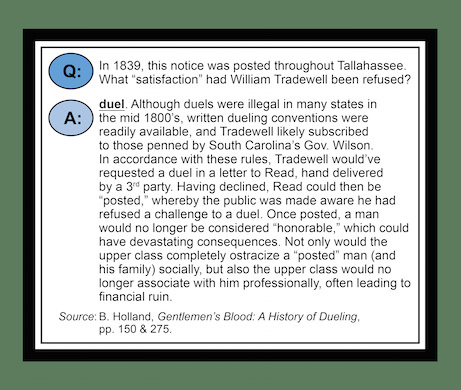 Q:
In 1839, this notice was posted throughout Tallahassee.
What “satisfaction” had William Tradewell been refused?
A:
duel. Although duels were illegal in many states in
the mid 1800’s, written dueling conventions were
readily available, and Tradewell likely subscribed
to those penned by South Carolina’s Gov. Wilson.
In accordance with these rules, Tradewell would’ve
requested a duel in a letter to Read, hand delivered
by a 3rd party. Having declined, Read could then be
“posted,” whereby the public was made aware he had
refused a challenge to a duel. Once posted, a man
would no longer be considered “honorable,” which could
have devastating consequences. Not only would the
upper class completely ostracize a “posted” man (and
his family) socially, but also the upper class would no
longer associate with him professionally, often leading to
financial ruin.
Source: B. Holland, Gentlemen’s Blood: A History of Dueling,
pp. 150 & 275.